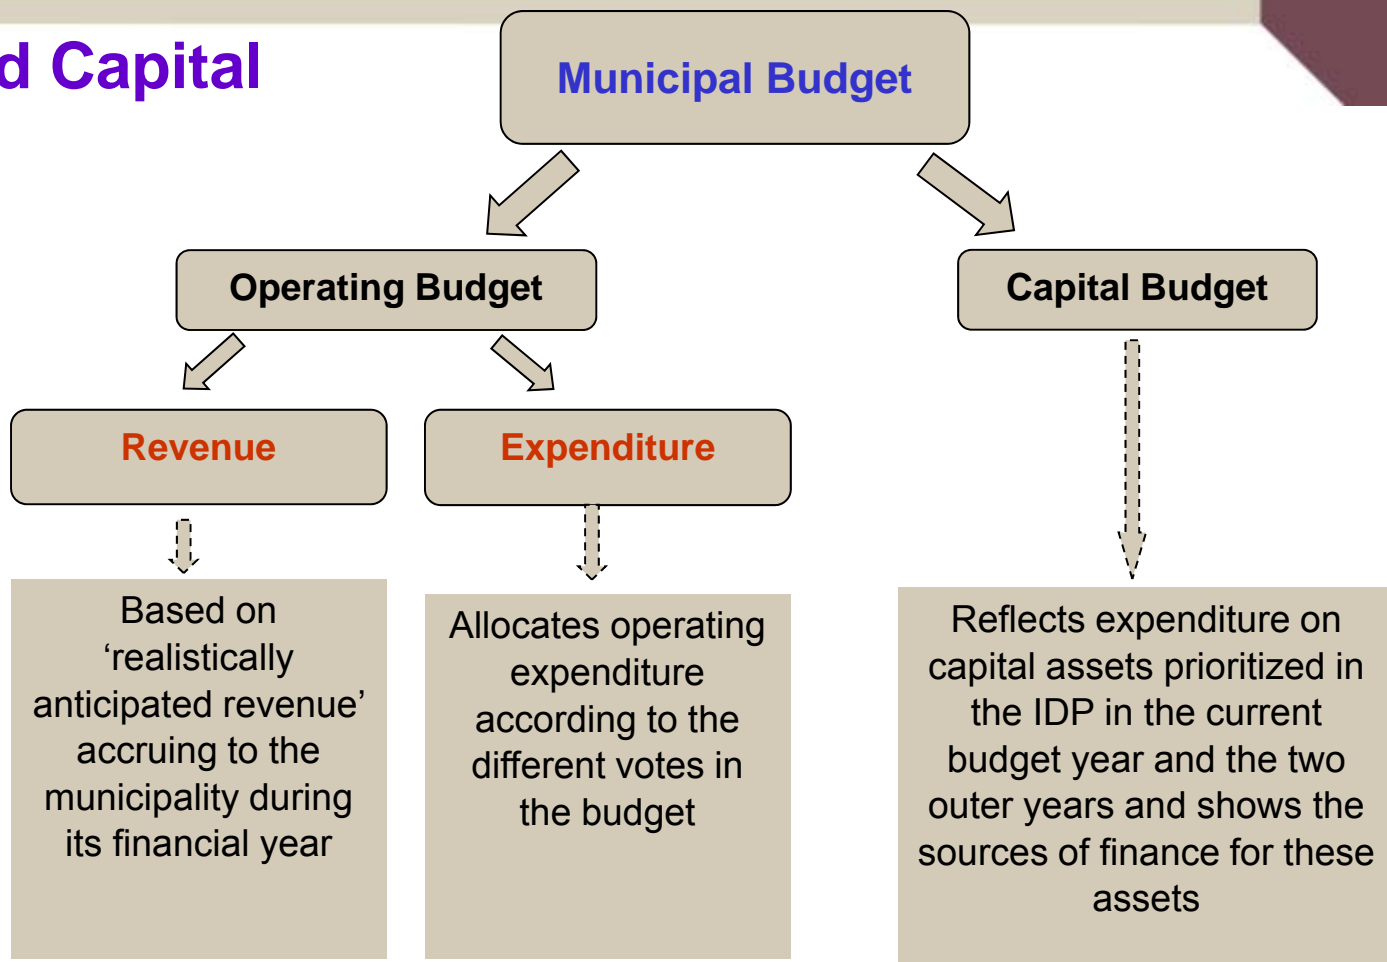 d Capital
Municipal Budget
Operating Budget
Capital Budget
Revenue
Expenditure
Based on
‘realistically
anticipated revenue’
accruing to the
municipality during
its financial year
Allocates operating
expenditure
according to the
different votes in
the budget
Reflects expenditure on
capital assets prioritized in
the IDP in the current
budget year and the two
outer years and shows the
sources of finance for these
assets